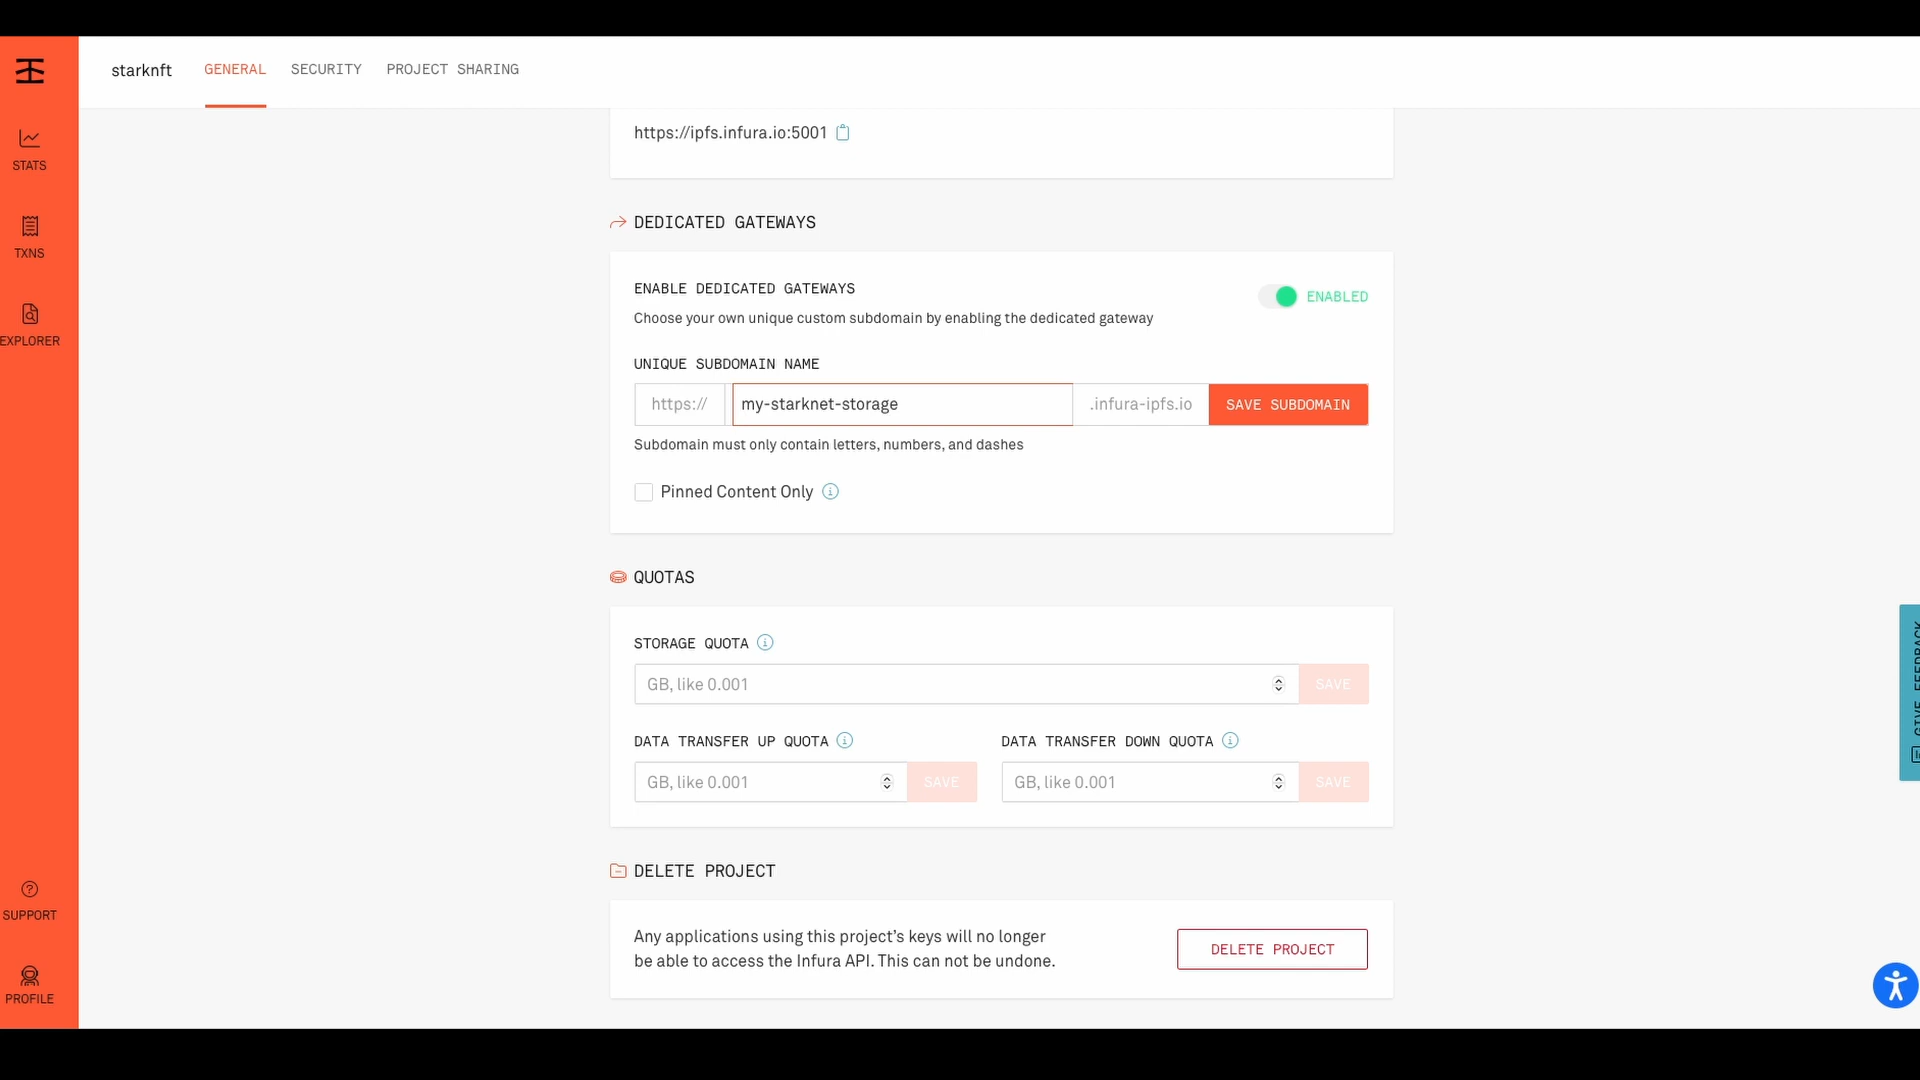 starknft
GENERAL
SECURITY
PROJECT SHARING
STATS
TXNS
EXPLORER
SUPPORT
PROFILE
https://ipfs.infura.io:5001
DEDICATED GATEWAYS
ENABLE DEDICATED GATEWAYS
ENABLED
Choose your own unique custom subdomain by enabling the dedicated gateway
UNIQUE SUBDOMAIN NAME
https://
my-starknet-storage
.infura-ipfs.io
SAVE SUBDOMAIN
Subdomain must only contain letters, numbers, and dashes
Pinned Content Only
QUOTAS
STORAGE QUOTA
GB, like 0.001
SAVE
DATA TRANSFER UP QUOTA
DATA TRANSFER DOWN QUOTA
GB, like 0.001
SAVE
GB, like 0.001
SAVE
DELETE PROJECT
Any applications using this project's keys will no longer
be able to access the Infura API. This can not be undone.
DELETE PROJECT
GIVE FEEDBACK